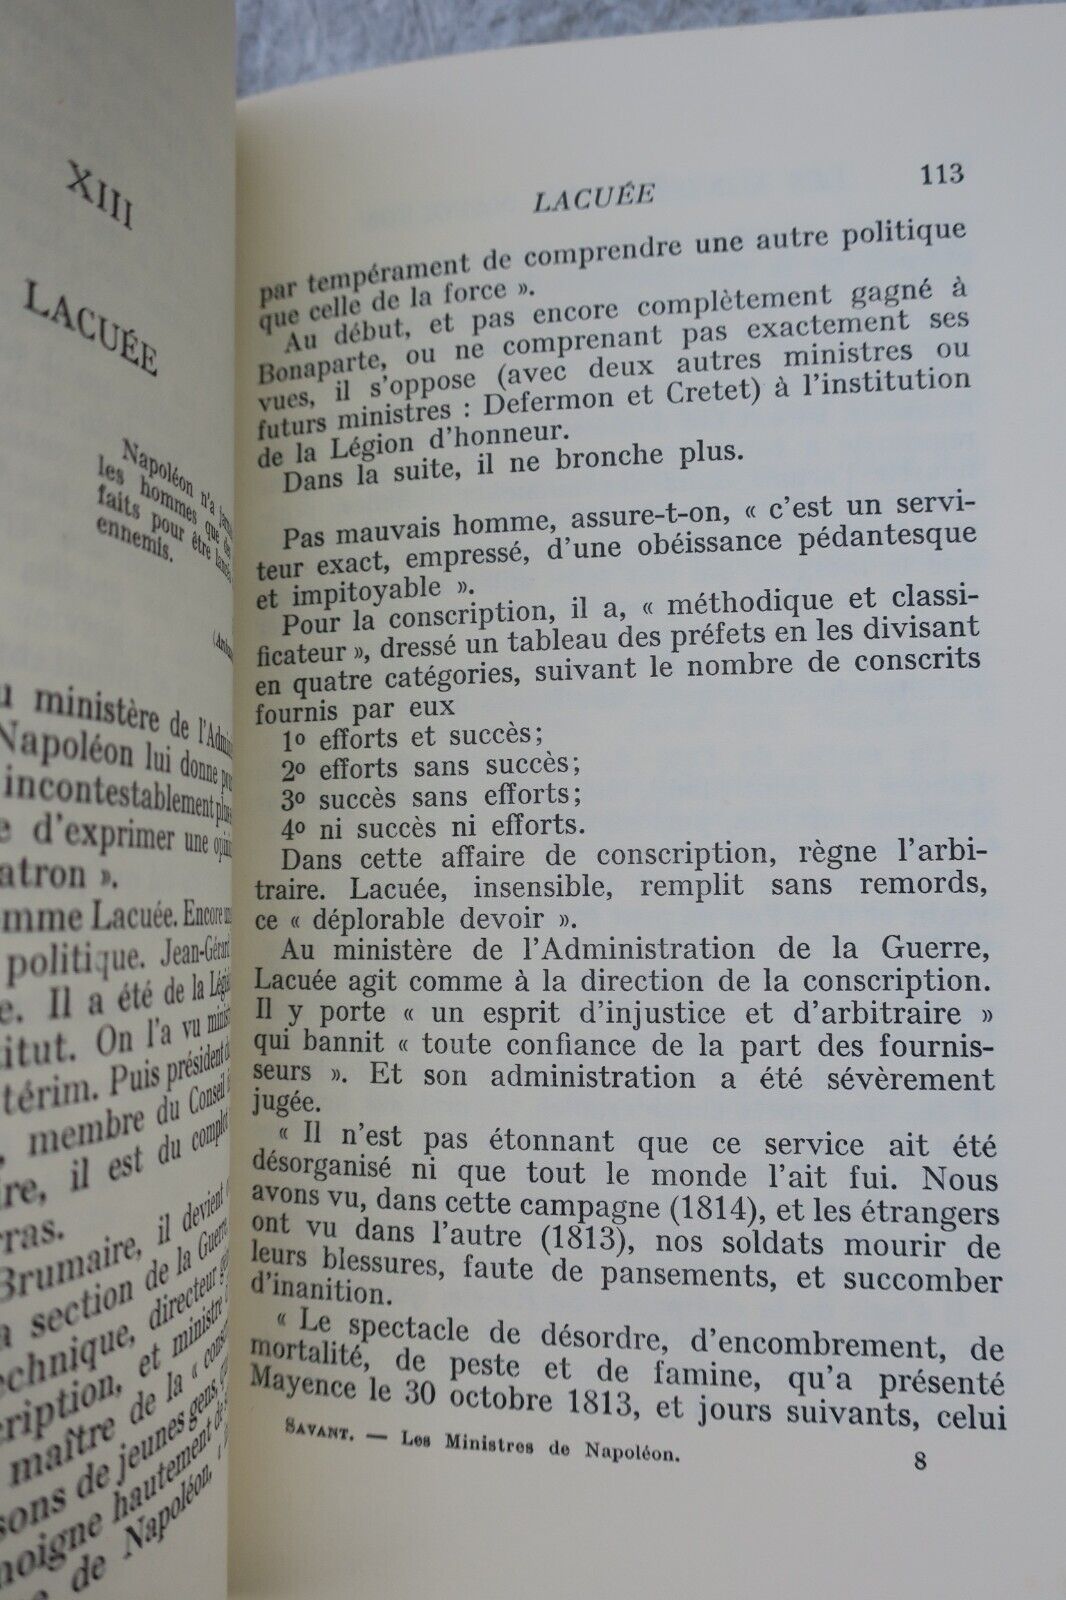 XIII
LACUÉE
Napoléon n'a
les hommes que
faits pour être
ennemis.
ministère de l'
Napoléon lui donne
incontestablement
d'exprimer une
».
Lacuée. Encore
politique. Jean-Gérard
Il a été de la
On l'a vu
Puis président
membre du Conseil
il est du complot
Brumaire, il devient
section de la Guerre,
directeur
et ministre
maître de la «
de jeunes gens,
hautement de
de Napoléon,
LACUÉE
113
par tempérament de comprendre une autre politique
que celle de la force ».
Au début, et pas encore complètement gagné à
Bonaparte, ou ne comprenant pas exactement ses
vues, il s'oppose (avec deux autres ministres ou
futurs ministres : Defermon et Cretet) à l'institution
de la Légion d'honneur.
Dans la suite, il ne bronche plus.
Pas mauvais homme, assure-t-on, « c'est un servi-
teur exact, empressé, d'une obéissance pédantesque
et impitoyable ».
Pour la conscription, il a, « méthodique et classi-
ficateur », dressé un tableau des préfets en les divisant
en quatre catégories, suivant le nombre de conscrits
fournis par eux
1º efforts et succès;
2º efforts sans succès;
3º succès sans efforts;
4º ni succès ni efforts.
Dans cette affaire de conscription, règne l'arbi-
traire. Lacuée, insensible, remplit sans remords,
ce « déplorable devoir ».
Au ministère de l'Administration de la Guerre,
Lacuée agit comme à la direction de la conscription.
Il y porte « un esprit d'injustice et d'arbitraire »
qui bannit « toute confiance de la part des fournis-
seurs ». Et son administration a été sévèrement
jugée.
« Il n'est pas étonnant que ce service ait été
désorganisé ni que tout le monde l'ait fui. Nous
avons vu, dans cette campagne (1814), et les étrangers
ont vu dans l'autre (1813), nos soldats mourir de
leurs blessures, faute de pansements, et succomber
d'inanition.
« Le spectacle de désordre, d'encombrement, de
mortalité, de peste et de famine, qu'a présenté
Mayence le 30 octobre 1813, et jours suivants, celui
SAVANT. — Les Ministres de Napoléon.
8